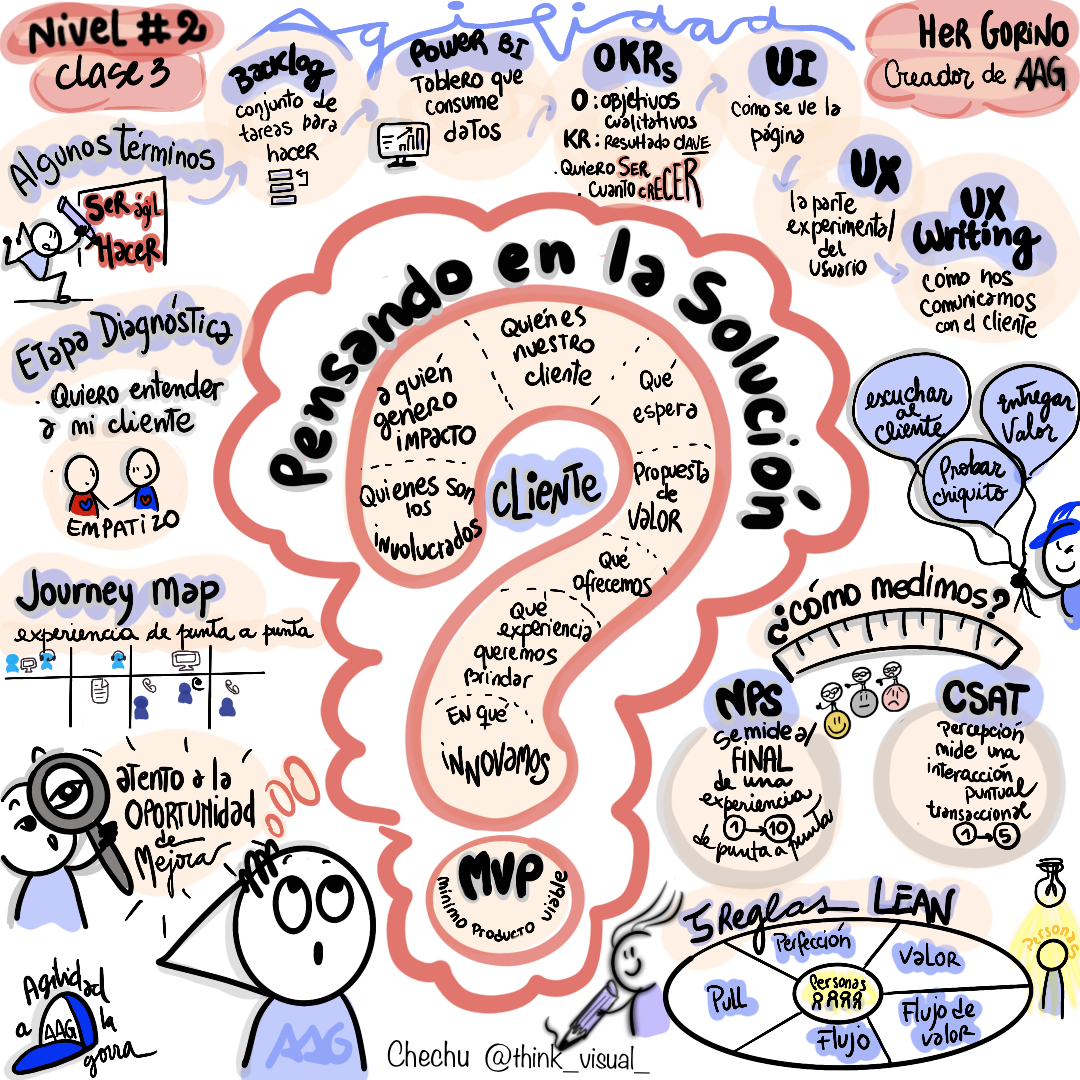 Nivel #2
clase 3
Agilidad
Her Gorino
Creador de AAG
Algunos términos
Ser ágil
Hacer
Backlog
conjunto de
tareas para
hacer
Power BI
Tablero que
consume
datos
OKRs
O: objetivos
cualitativos
KR: Resultado clave
. Quiero SER
. Cuanto CRECER
UI
Cómo se ve la
página
UX
la parte
experimental
del
usuario
UX
Writing
cómo nos
comunicamos
con el cliente
Etapa Diagnóstica
. Quiero entender
a mi cliente
EMPATIZO
Journey Map
experiencia de punta a punta
atento a la
OPORTUNIDAD
de
Mejora
Agilidad
a AAG la
gorra
AAG
Pensando en la Solución
CLIENTE
Quienes son
los
involucrados
a quién
genero
IMPACTO
Quién es
nuestro
cliente
Qué
espera
Propuesta
de
VALOR
Qué
ofrecemos
Qué
experiencia
queremos
Brindar
EN qué
iNNOVAMOS
MVP
Mínimo Producto viable
escuchar
al
cliente
Entregar
Valor
Probar
chiquito
¿cómo medimos?
NPS
se mide al
FINAL
de una
experiencia
1 → 10
de punta a punta
CSAT
Percepción
mide una
interacción
puntual
transaccional
1 → 5
5 Reglas LEAN
Perfección
Valor
Pull
Personas
Flujo
Flujo de
valor
Personas
Chechu @think_visual_